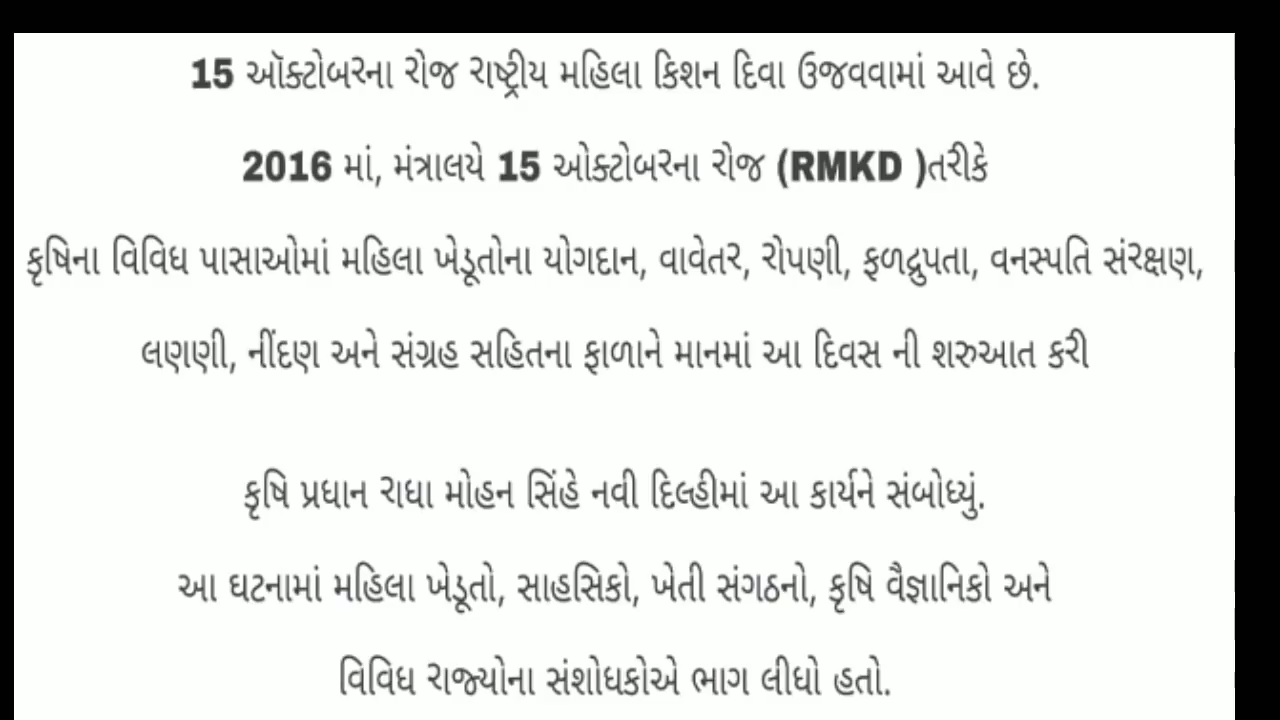 15 ઑક્ટોબરના રોજ રાષ્ટ્રીય મહિલા કિશન દિવા ઉજવવામાં આવે છે.
2016 માં, મંત્રાલયે 15 ઓક્ટોબરના રોજ (RMKD )તરીકે
કૃષિના વિવિધ પાસાઓમાં મહિલા ખેડૂતોના યોગદાન, વાવેતર, રોપણી, ફળદ્રુપતા, વનસ્પતિ સંરક્ષણ,
લણણી, નીંદણ અને સંગ્રહ સહિતના ફાળાને માનમાં આ દિવસ ની શરુઆત કરી
કૃષિ પ્રધાન રાધા મોહન સિંહે નવી દિલ્હીમાં આ કાર્યને સંબોધ્યું.
આ ઘટનામાં મહિલા ખેડૂતો, સાહસિકો, ખેતી સંગઠનો, કૃષિ વૈજ્ઞાનિકો અને
વિવિધ રાજ્યોના સંશોધકોએ ભાગ લીધો હતો.